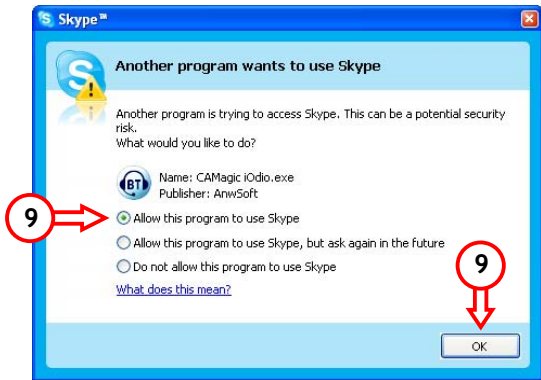 Skype™
Another program wants to use Skype
Another program is trying to access Skype. This can be a potential security
risk.
What would you like to do?
BT
Name: CAMagic iOdio.exe
Publisher: AnwSoft
9
Allow this program to use Skype
Allow this program to use Skype, but ask again in the future
Do not allow this program to use Skype
9
What does this mean?
OK